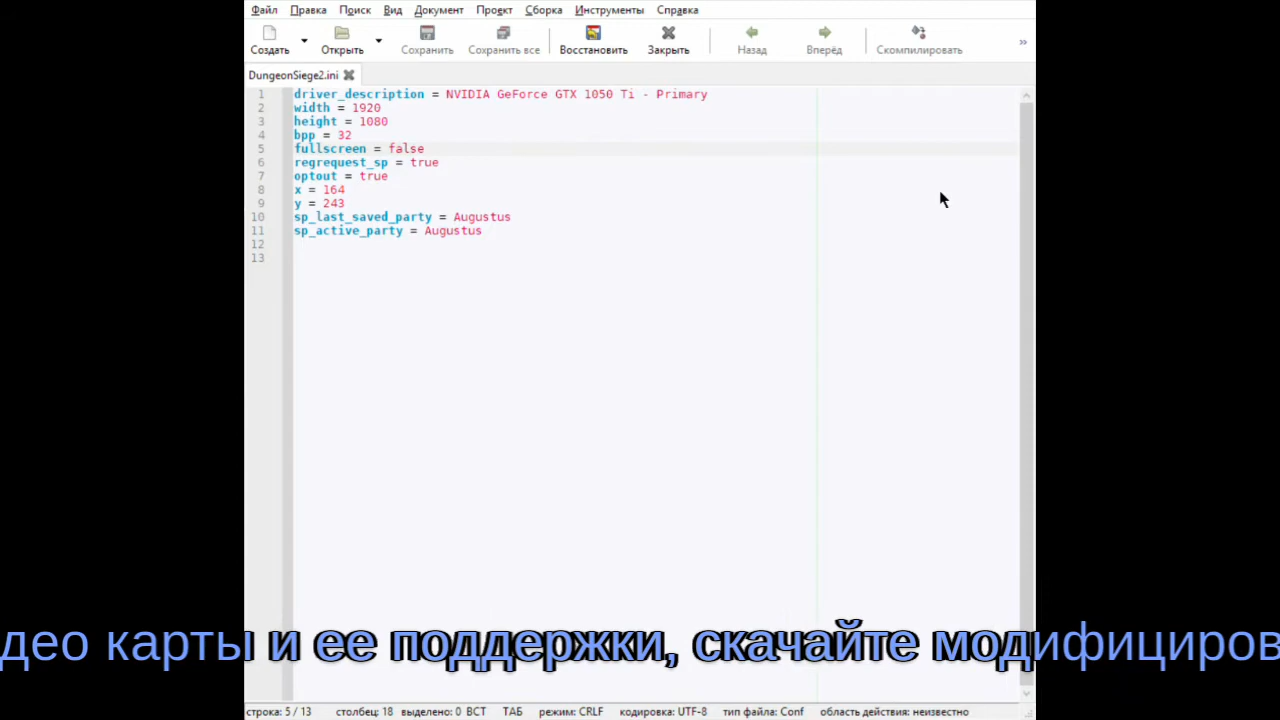 Файл Правка Поиск Вид Документ Проект Сборка Инструменты Справка
Создать Открыть Сохранить Сохранить все Восстановить Закрыть Назад Вперёд Скомпилировать »
DungeonSiege2.ini
1 driver_description = NVIDIA GeForce GTX 1050 Ti - Primary
2 width = 1920
3 height = 1080
4 bpp = 32
5 fullscreen = false
6 regrequest_sp = true
7 optout = true
8 x = 164
9 y = 243
10 sp_last_saved_party = Augustus
11 sp_active_party = Augustus
12
13
део карты и ее поддержки, скачайте модифициров
строка: 5 / 13 столбец: 18 выделено: 0 ВСТ ТАБ режим: CRLF кодировка: UTF-8 тип файла: Conf область действия: неизвестно